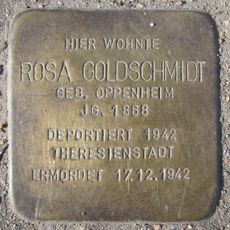 HIER WOHNTE
ROSA GOLDSCHMIDT
GEB. OPPENHEIM
JG. 1868
DEPORTIERT 1942
THERESIENSTADT
ERMORDET 17.12.1942